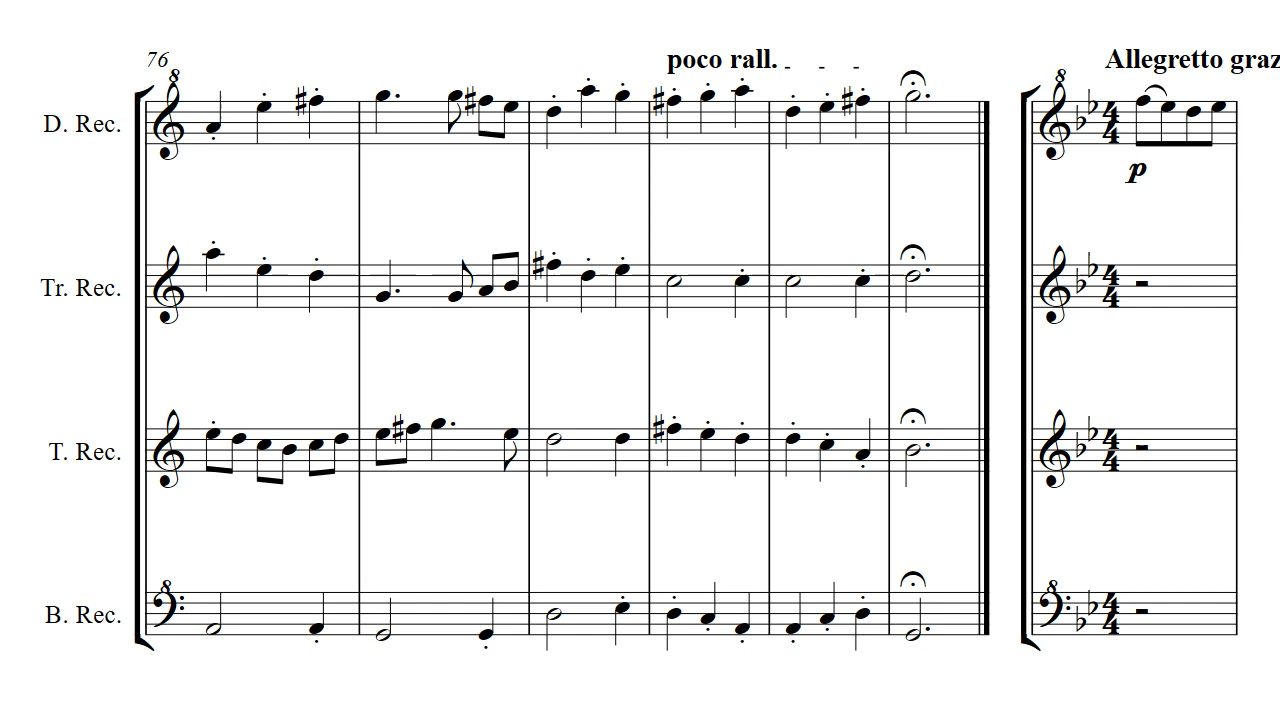 76
poco rall.
Allegretto graz
D. Rec.
p
Tr. Rec.
T. Rec.
B. Rec.